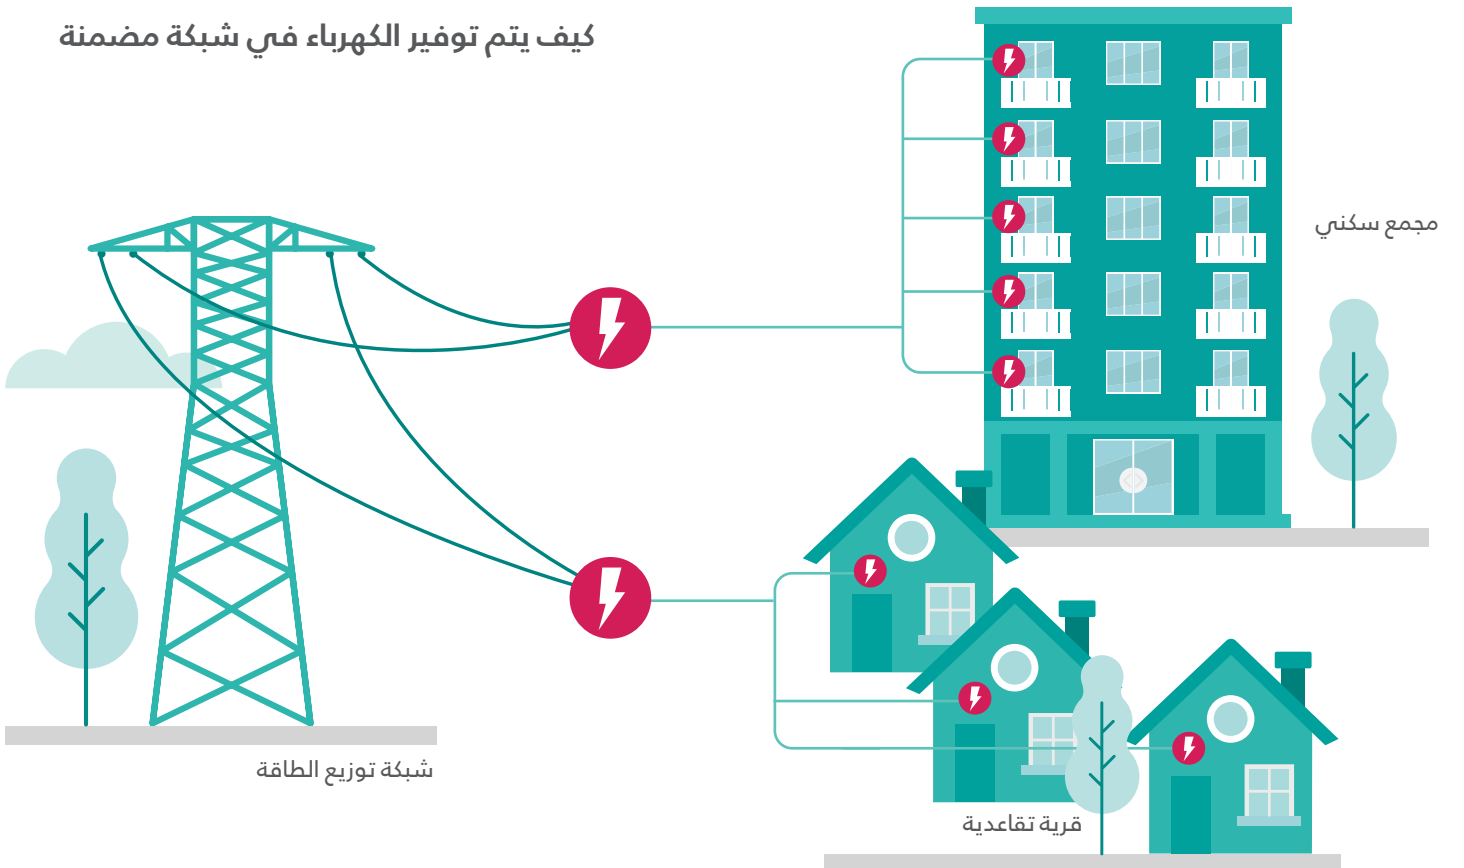 كيف يتم توفير الكهرباء في شبكة مضمنة
مجمع سكني
شبكة توزيع الطاقة
قرية تقاعدية